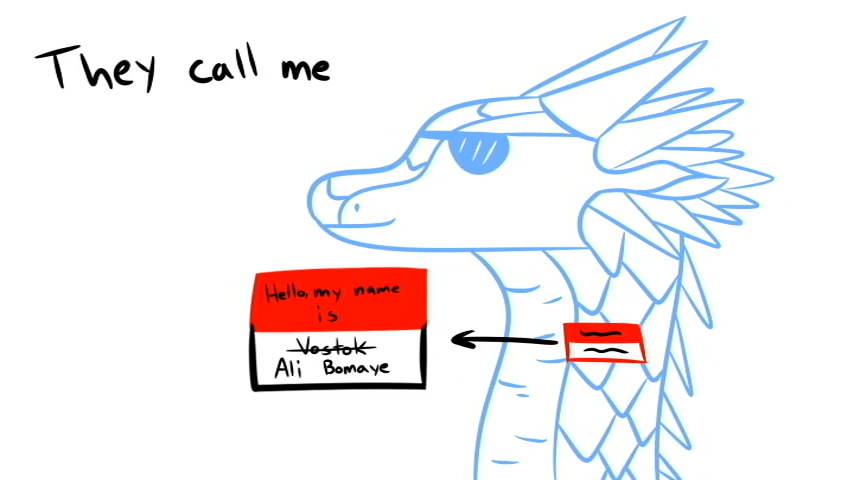 They call me
Hello, my name
is
Vostok
Ali Bomaye